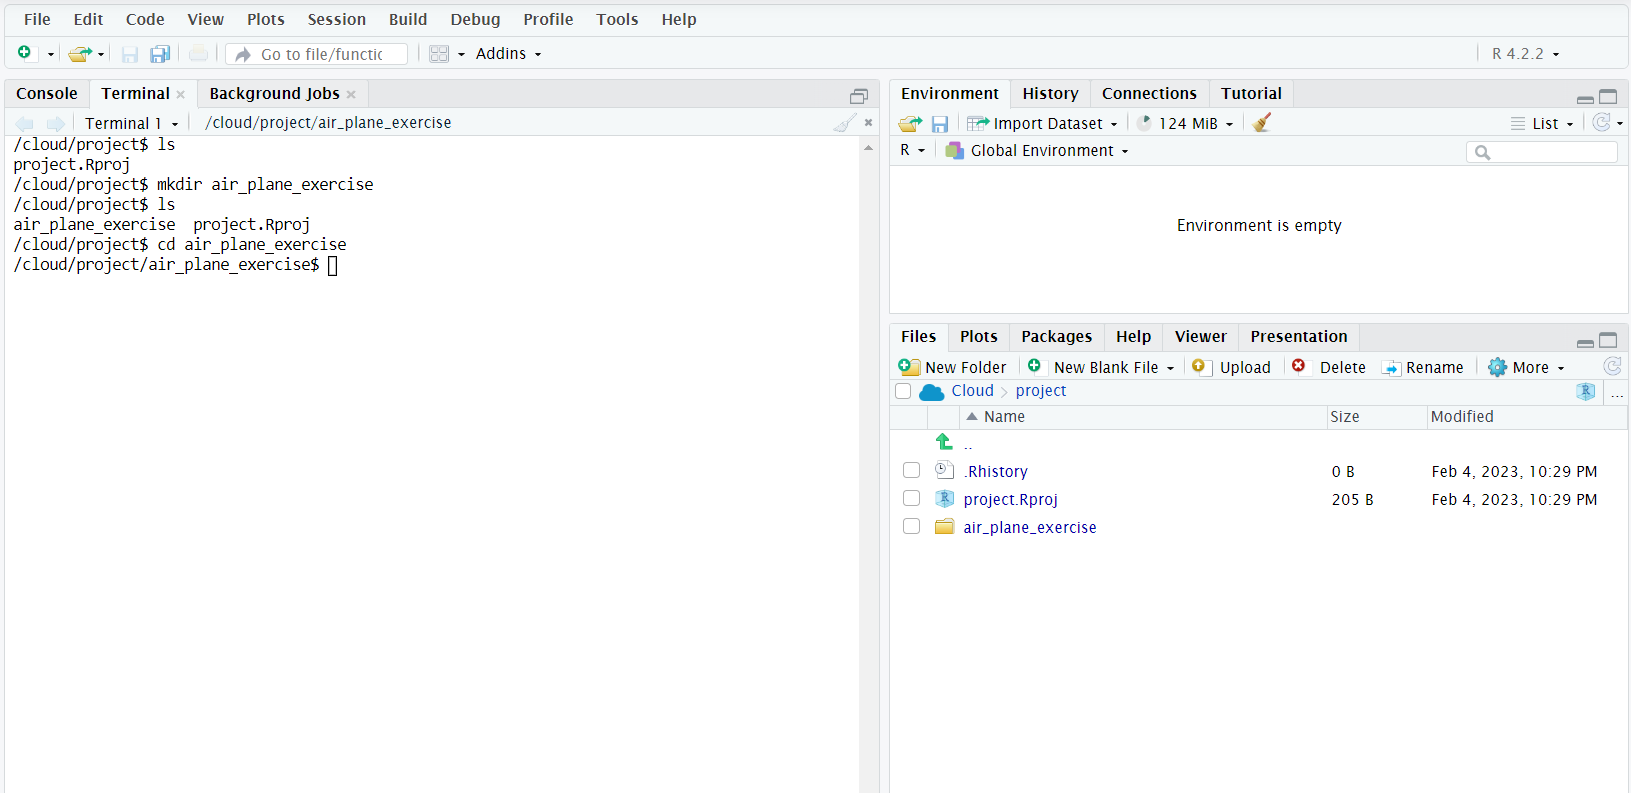 File Edit Code View Plots Session Build Debug Profile Tools Help
Go to file/functic Addins R 4.2.2
Console Terminal Background Jobs
Terminal 1 /cloud/project/air_plane_exercise
/cloud/project$ ls
project.Rproj
/cloud/project$ mkdir air_plane_exercise
/cloud/project$ ls
air_plane_exercise project.Rproj
/cloud/project$ cd air_plane_exercise
/cloud/project/air_plane_exercise$
Environment History Connections Tutorial
Import Dataset 124 MiB List
R Global Environment
Environment is empty
Files Plots Packages Help Viewer Presentation
New Folder New Blank File Upload Delete Rename More
Cloud project R ...
Name Size Modified
..
.Rhistory 0 B Feb 4, 2023, 10:29 PM
R project.Rproj 205 B Feb 4, 2023, 10:29 PM
air_plane_exercise